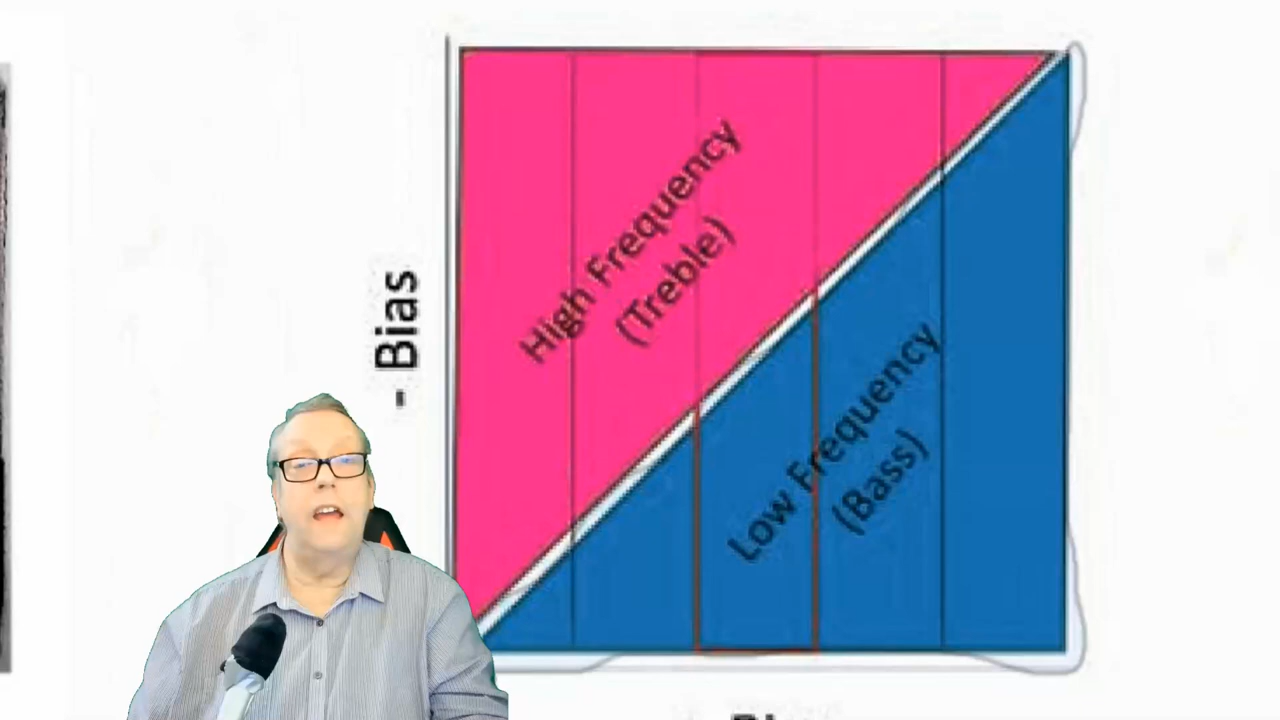 - Bias
High Frequency
(Treble)
Low Frequency
(Bass)